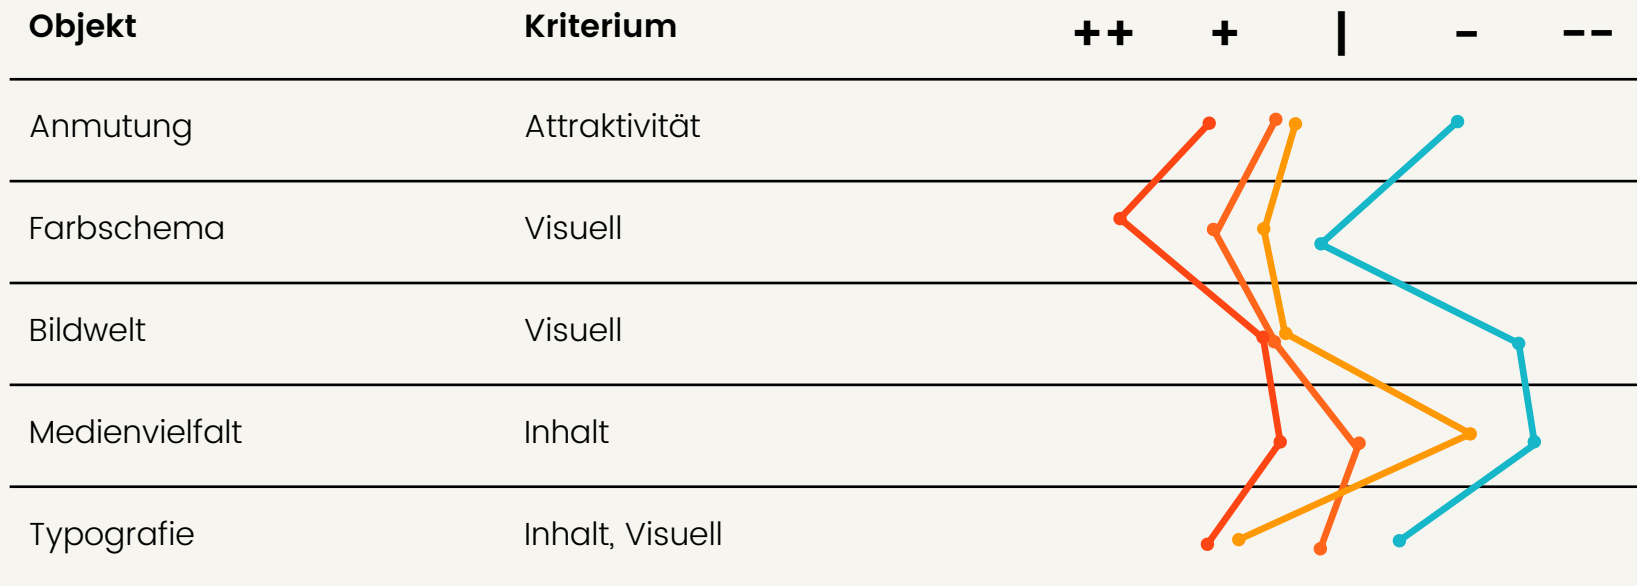 Objekt Kriterium ++ + | - --
Anmutung Attraktivität
Farbschema Visuell
Bildwelt Visuell
Medienvielfalt Inhalt
Typografie Inhalt, Visuell